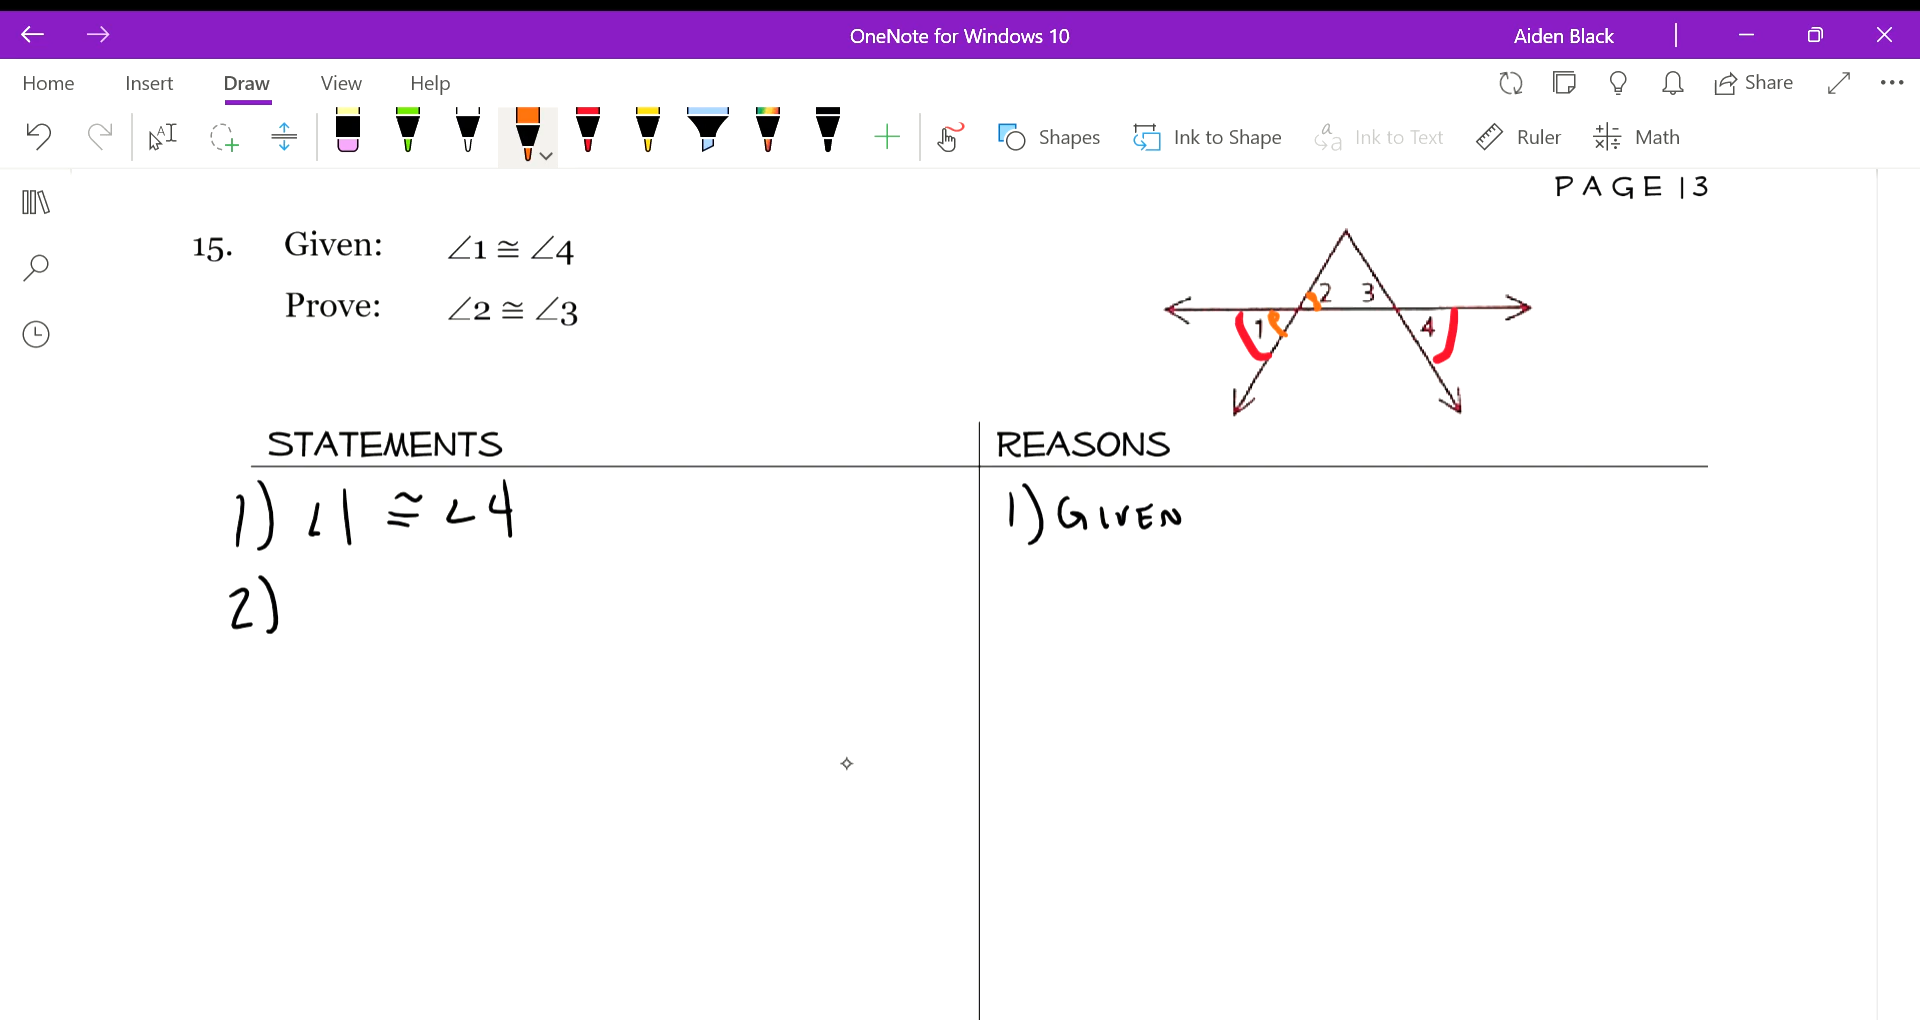 OneNote for Windows 10
Aiden Black
Home Insert Draw View Help
Share
Shapes Ink to Shape Ink to Text Ruler Math
PAGE 13
15. Given: ∠1 ≅ ∠4
Prove: ∠2 ≅ ∠3
2 3
1 4
STATEMENTS REASONS
1) ∠1 ≅ ∠4 1) GIVEN
2)